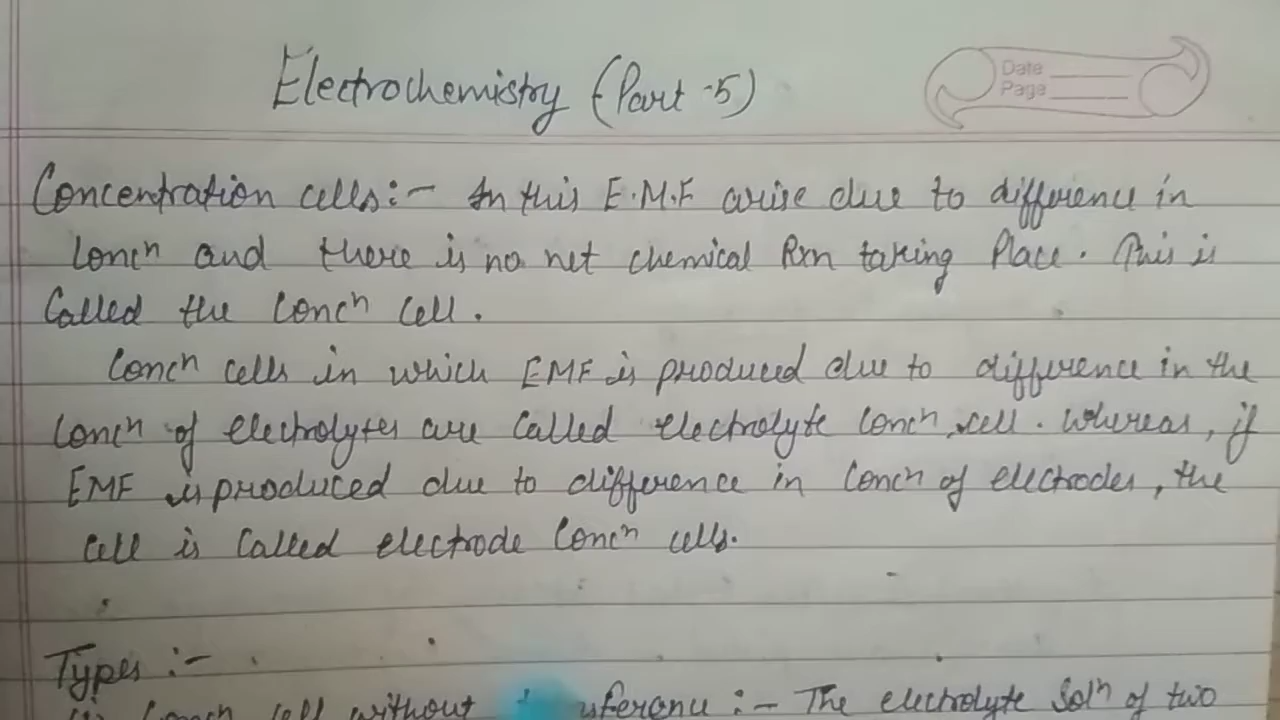 Electrochemistry (Part-5)
Date
Page
Concentration cells:- In this E.M.F arise due to difference in
Concn and there is no net chemical Rxn taking Place. This is
Called the Concn Cell.
Concn cells in which EMF is produced due to difference in the
Concn of electrolytes are Called electrolyte Concn cell. Whereas, if
EMF is produced due to difference in Concn of electrodes, the
Cell is Called electrode Concn cells.
Types :-
(i) Concn Cell without :- The electrolyte Soln of two